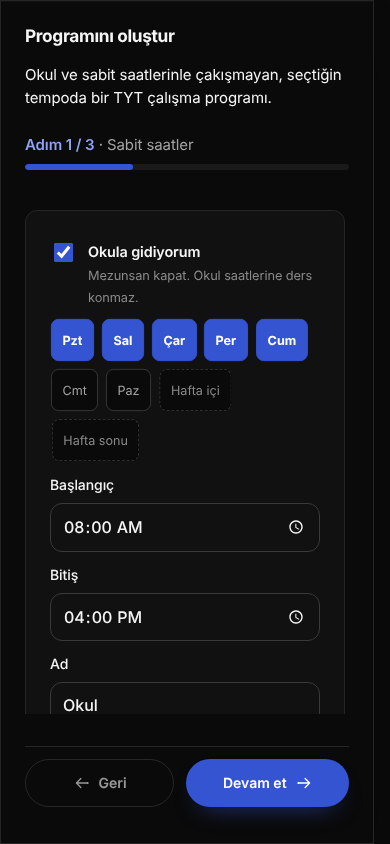 Programını oluştur
Okul ve sabit saatlerinle çakışmayan, seçtiğin
tempoda bir TYT çalışma programı.
Adım 1 / 3 · Sabit saatler
Okula gidiyorum
Mezunsan kapat. Okul saatlerine ders
konmaz.
Pzt Sal Çar Per Cum
Cmt Paz Hafta içi
Hafta sonu
Başlangıç
08:00 AM
Bitiş
04:00 PM
Ad
Okul
← Geri Devam et →